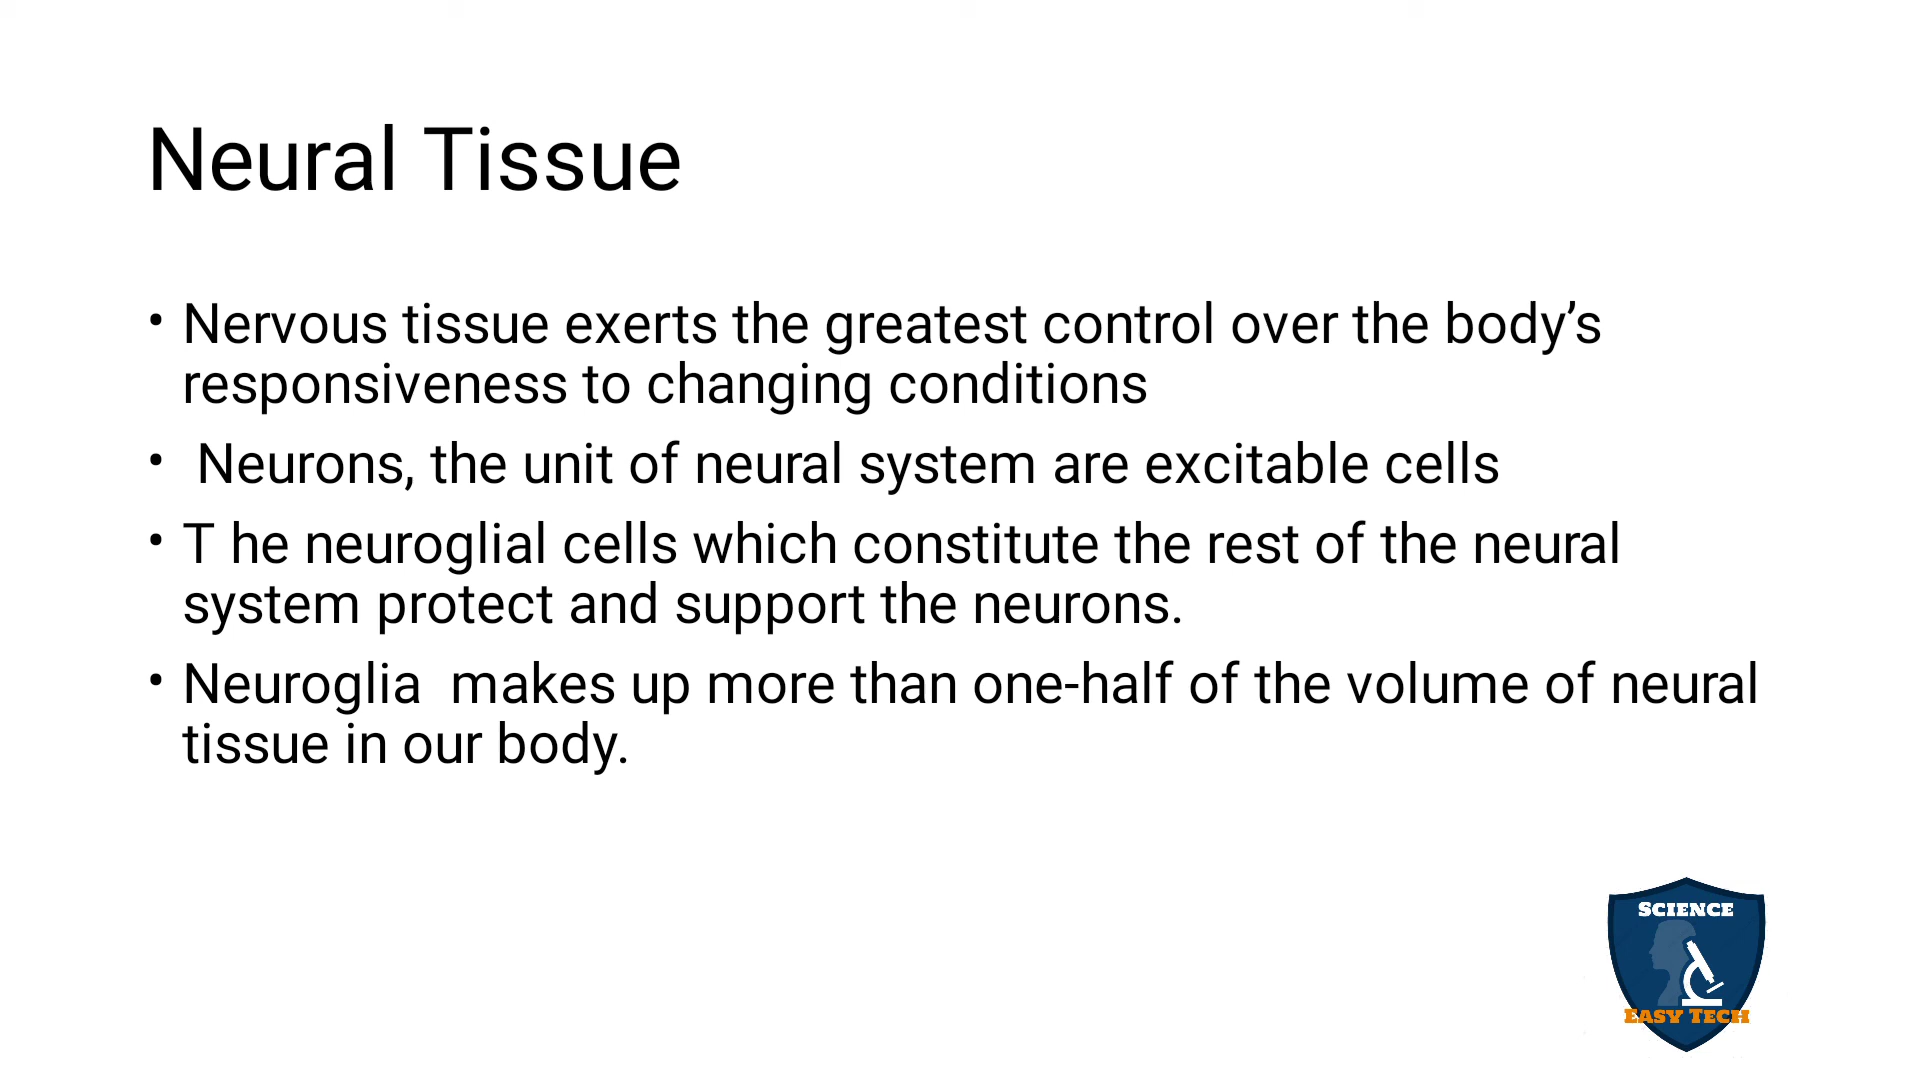 Neural Tissue
• Nervous tissue exerts the greatest control over the body’s
responsiveness to changing conditions
•  Neurons, the unit of neural system are excitable cells
• T he neuroglial cells which constitute the rest of the neural
system protect and support the neurons.
• Neuroglia  makes up more than one-half of the volume of neural
tissue in our body.
SCIENCE
EASY TECH